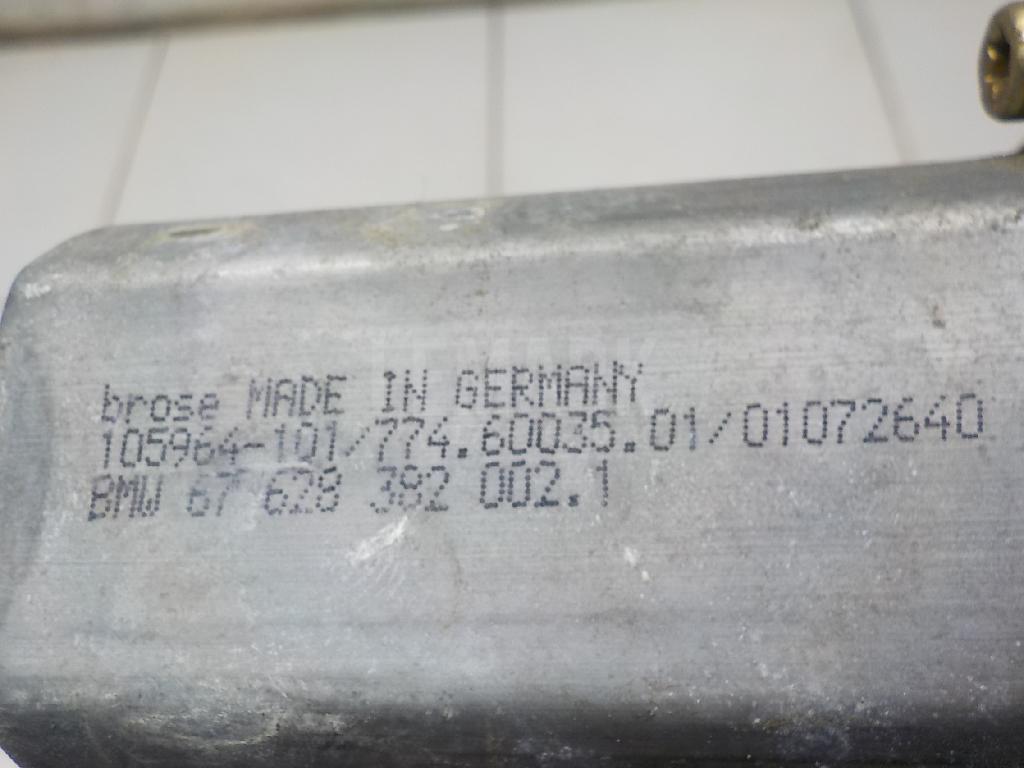 brose MADE IN GERMANY
105964-101/774.60035.01/01072640
BMW 67 628 382 002.1